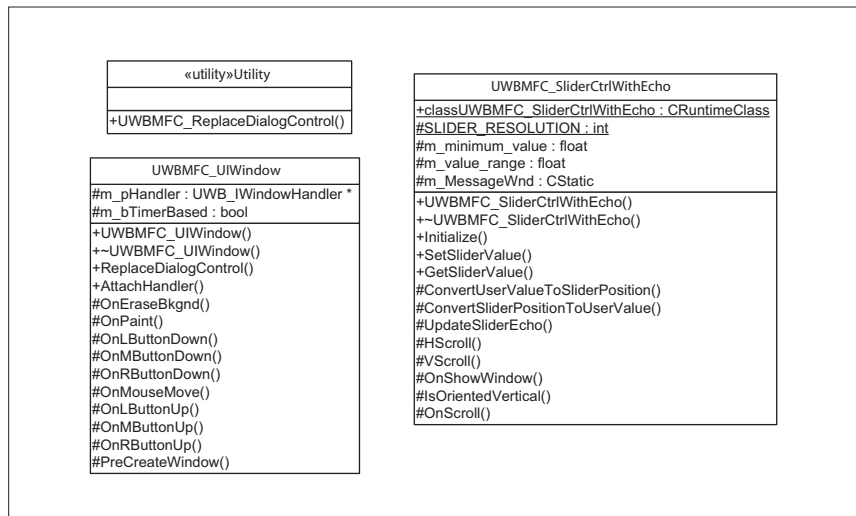 «utility»Utility
+UWBMFC_ReplaceDialogControl()
UWBMFC_UIWindow
#m_pHandler : UWB_IWindowHandler *
#m_bTimerBased : bool
+UWBMFC_UIWindow()
+~UWBMFC_UIWindow()
+ReplaceDialogControl()
+AttachHandler()
#OnEraseBkgnd()
#OnPaint()
#OnLButtonDown()
#OnMButtonDown()
#OnRButtonDown()
#OnMouseMove()
#OnLButtonUp()
#OnMButtonUp()
#OnRButtonUp()
#PreCreateWindow()
UWBMFC_SliderCtrlWithEcho
+classUWBMFC_SliderCtrlWithEcho : CRuntimeClass
#SLIDER_RESOLUTION : int
#m_minimum_value : float
#m_value_range : float
#m_MessageWnd : CStatic
+UWBMFC_SliderCtrlWithEcho()
+~UWBMFC_SliderCtrlWithEcho()
+Initialize()
+SetSliderValue()
+GetSliderValue()
#ConvertUserValueToSliderPosition()
#ConvertSliderPositionToUserValue()
#UpdateSliderEcho()
#HScroll()
#VScroll()
#OnShowWindow()
#IsOrientedVertical()
#OnScroll()